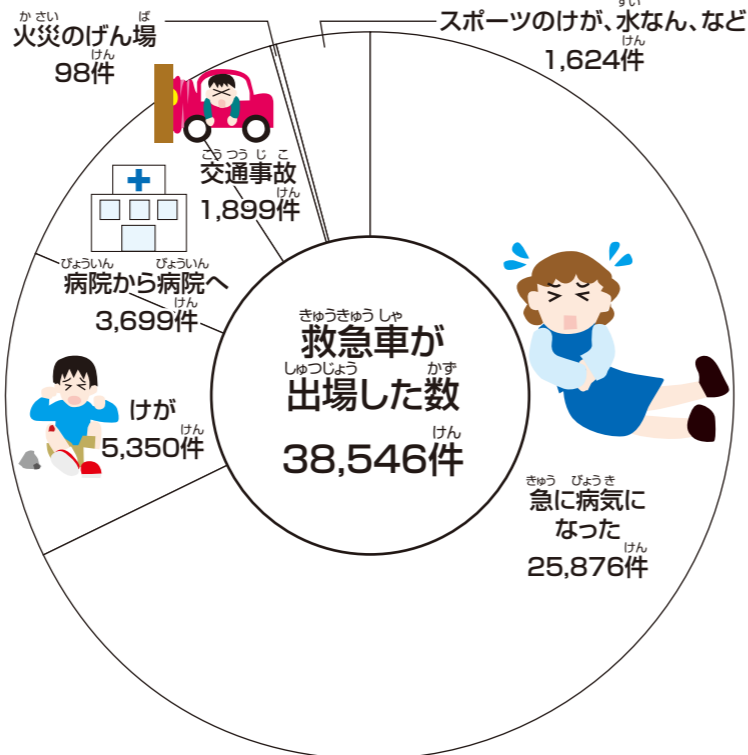 救急車が
出場した数
38,546件
急に病気に
なった
25,876件
けが
5,350件
病院から病院へ
3,699件
交通事故
1,899件
火災のげん場
98件
スポーツのけが、水なん、など
1,624件